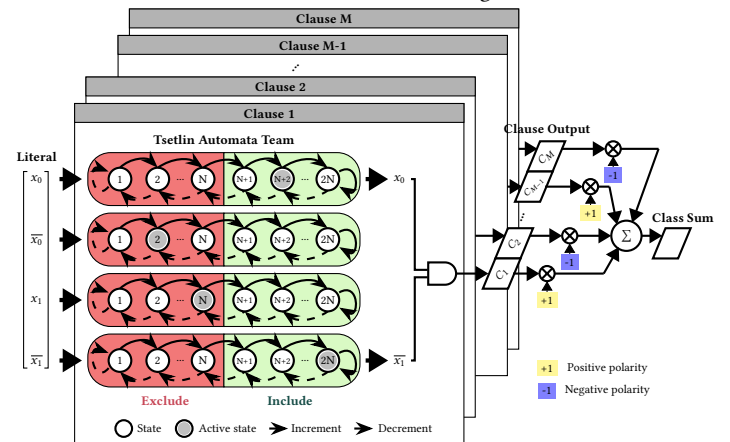 Clause M
Clause M-1
...
Clause 2
Clause 1
Tsetlin Automata Team
Clause Output
Literal
x₀ 1 2 ... N N+1 N+2 ... 2N x₀
x̅₀ 1 2 ... N N+1 N+2 ... 2N
x₁ 1 2 ... N N+1 N+2 ... 2N
x̅₁ 1 2 ... N N+1 N+2 ... 2N x̅₁
Exclude Include
State Active state Increment Decrement
C_M -1
C_M−1 +1
...
C₂ -1
C₁ +1
Σ
Class Sum
+1 Positive polarity
-1 Negative polarity